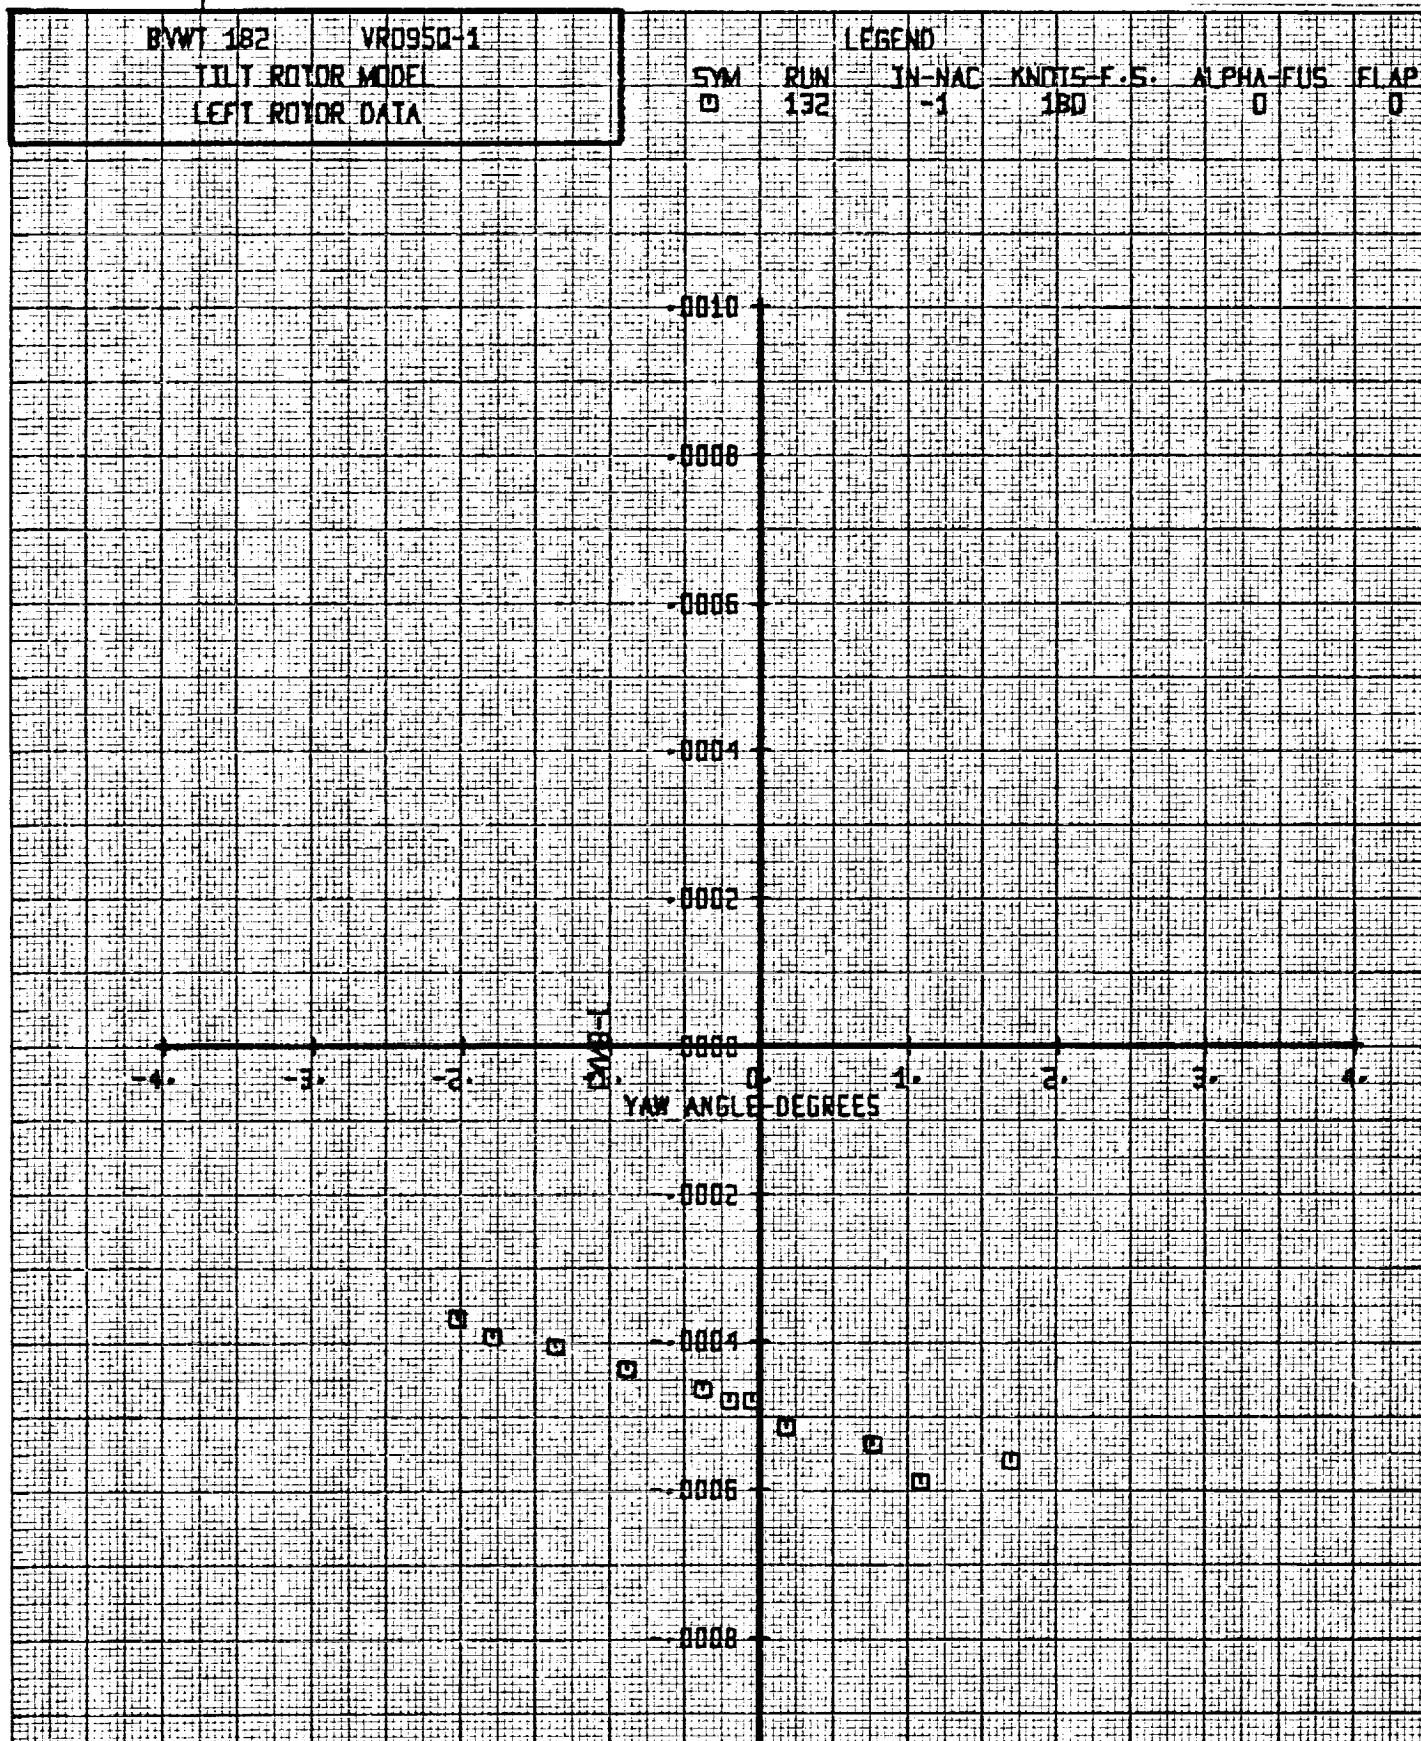 BVWT 182 VR095Q-1
TILT ROTOR MODEL
LEFT ROTOR DATA
LEGEND
SYM RUN IN-NAC KNOTS-F.S. ALPHA-FUS FLAP
132 -1 180 0 0
.0010
.0008
.0006
.0004
.0002
.0000
-4. -3. -2. 0. 1. 2. 3. 4.
YAW ANGLE-DEGREES
-.0002
-.0004
-.0006
-.0008